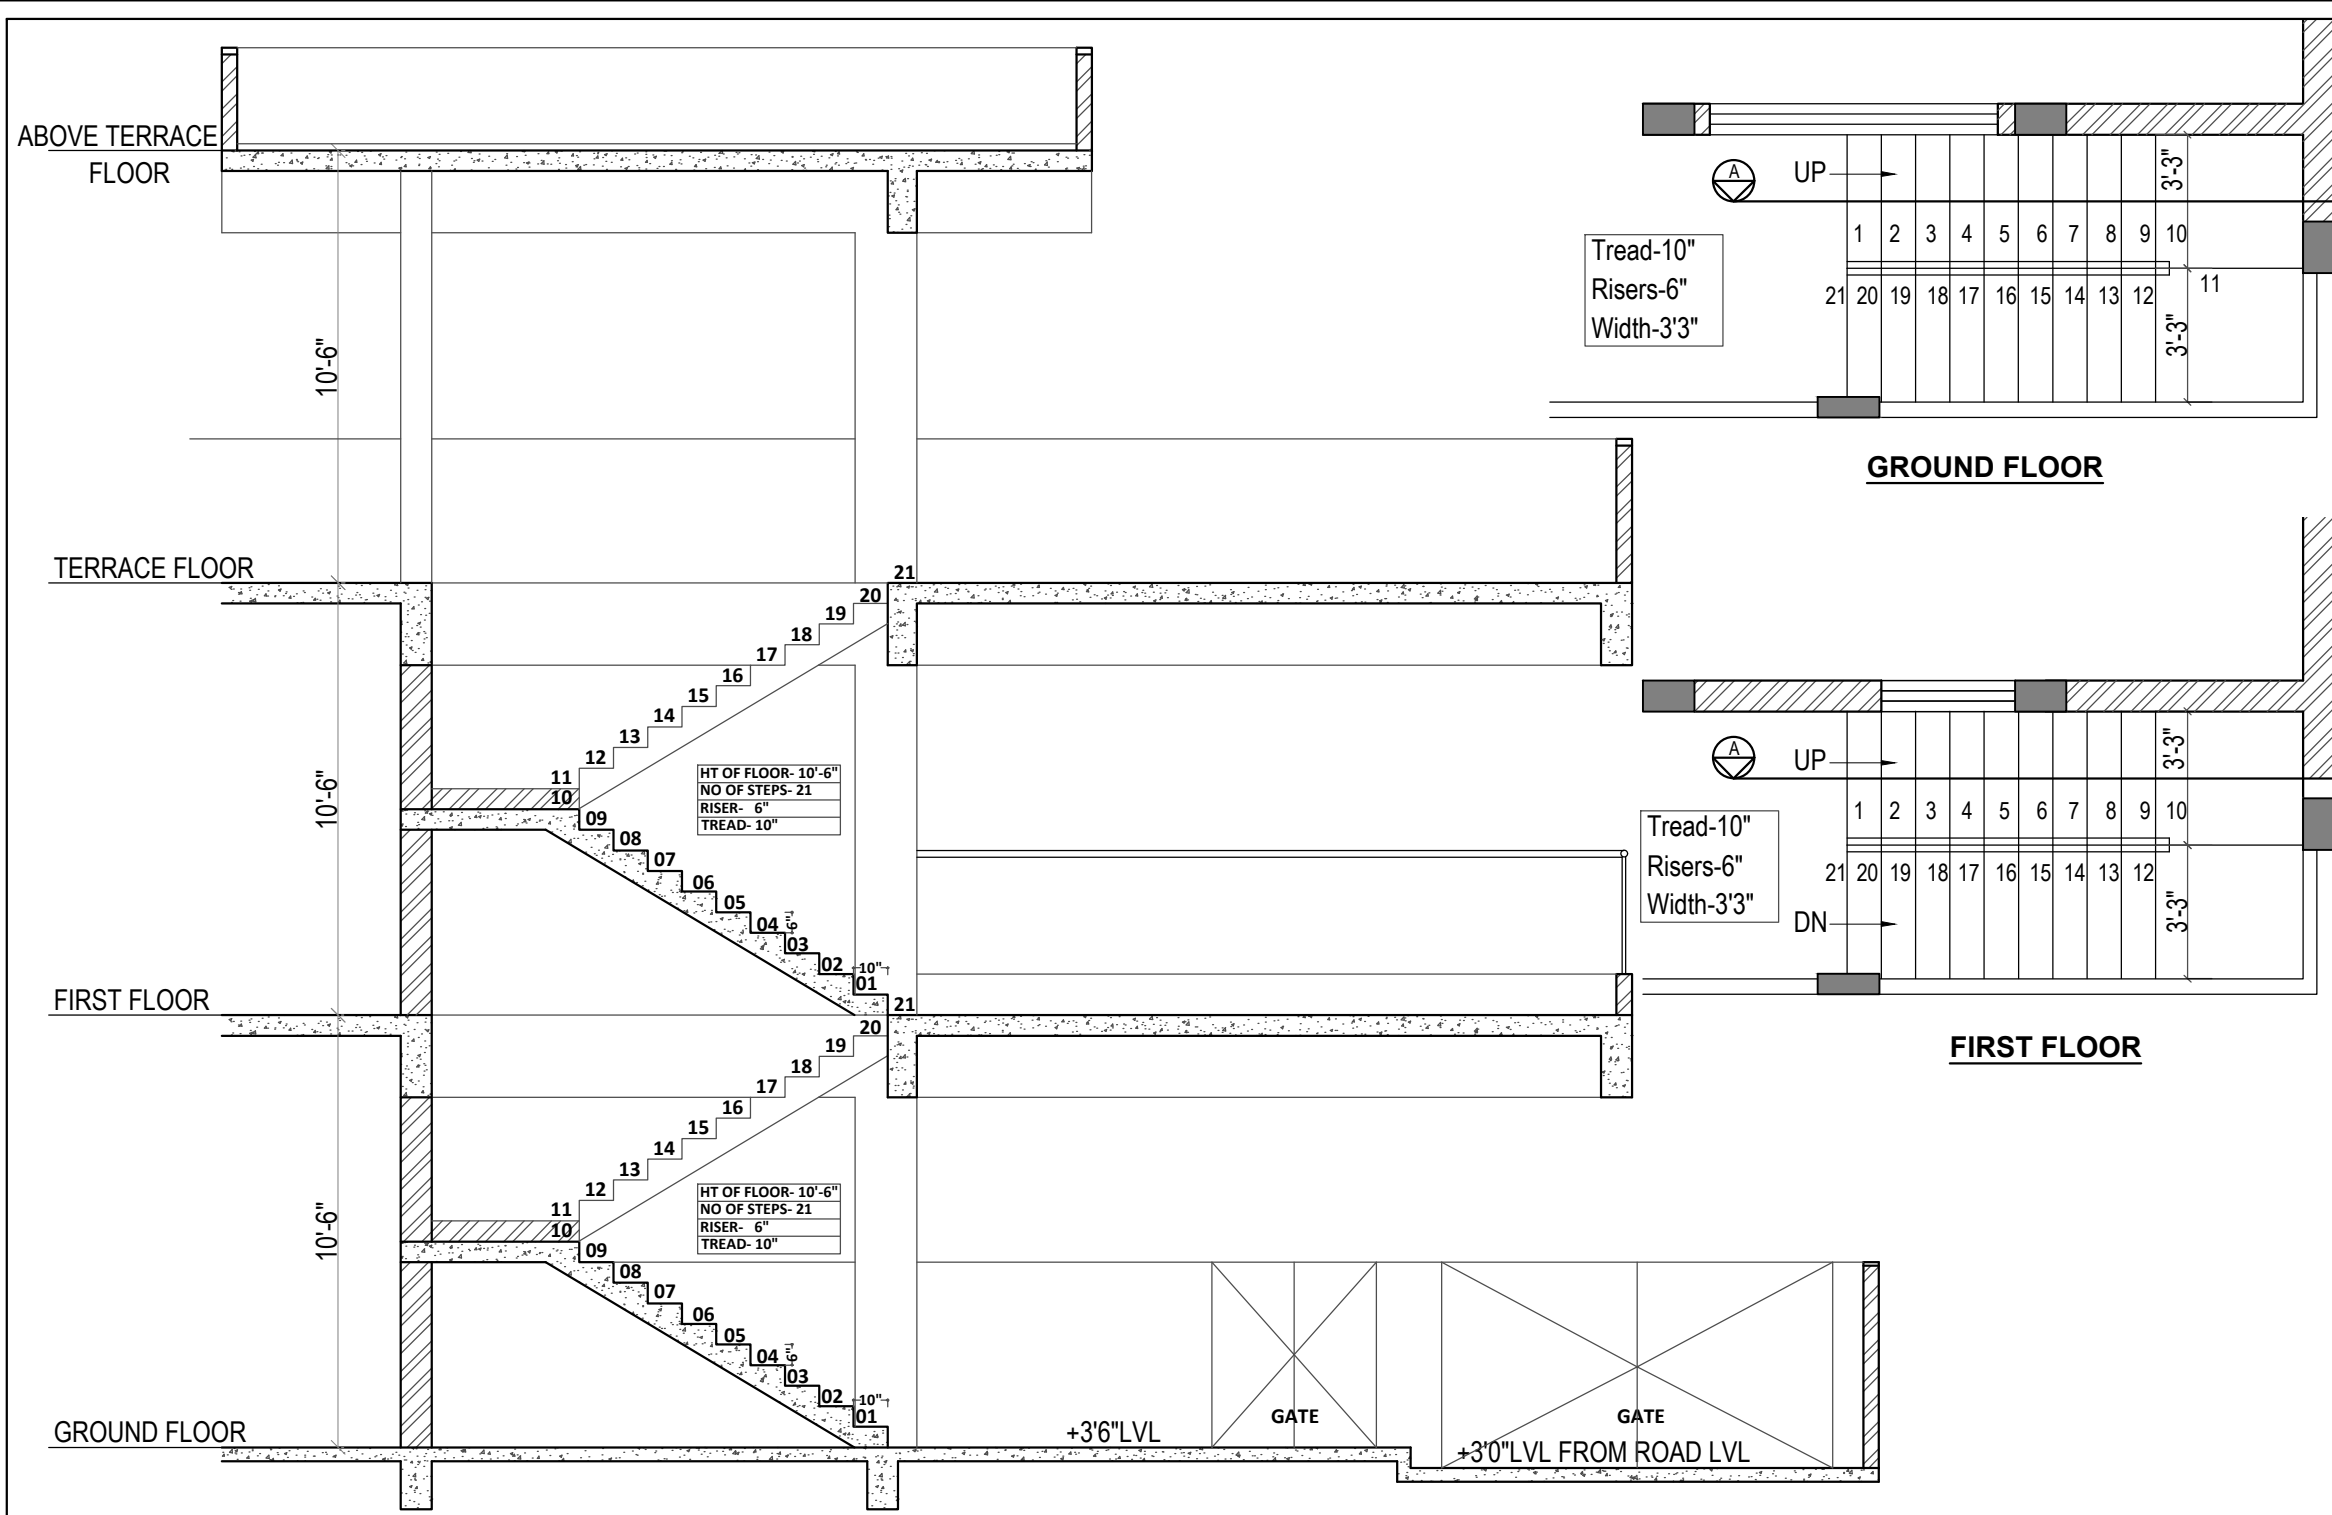 ABOVE TERRACE
FLOOR
10'-6"
TERRACE FLOOR
21
20
19
18
17
16
15
14
13
12
11
10
09
08
07
06
05
04
03
02
01
6"
10"
HT OF FLOOR- 10'-6"
NO OF STEPS- 21
RISER- 6"
TREAD- 10"
10'-6"
FIRST FLOOR
21
20
19
18
17
16
15
14
13
12
11
10
09
08
07
06
05
04
03
02
01
6"
10"
HT OF FLOOR- 10'-6"
NO OF STEPS- 21
RISER- 6"
TREAD- 10"
10'-6"
GROUND FLOOR
+3'6"LVL
GATE
GATE
+3'0"LVL FROM ROAD LVL
A
UP
3'-3"
Tread-10"
Risers-6"
Width-3'3"
1 2 3 4 5 6 7 8 9 10
11
21 20 19 18 17 16 15 14 13 12
3'-3"
GROUND FLOOR
A
UP
3'-3"
Tread-10"
Risers-6"
Width-3'3"
1 2 3 4 5 6 7 8 9 10
21 20 19 18 17 16 15 14 13 12
DN
3'-3"
FIRST FLOOR